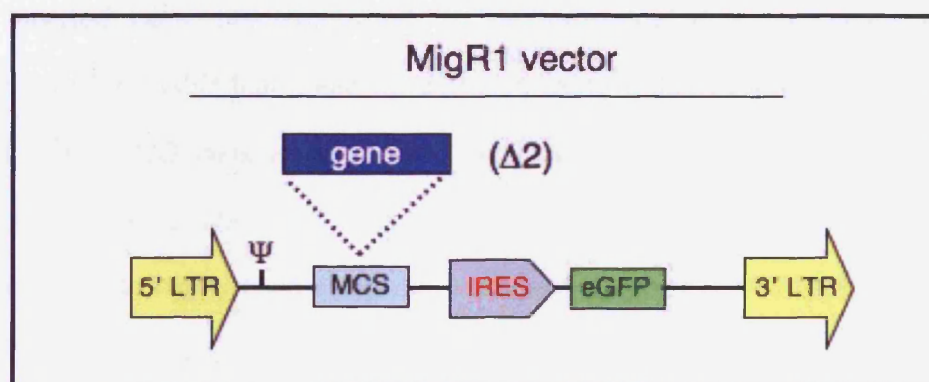 MigR1 vector
gene (Δ2)
Ψ
5' LTR MCS IRES eGFP 3' LTR